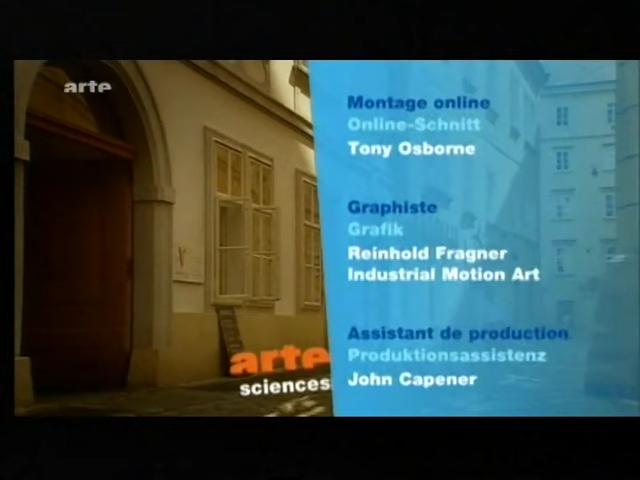 arte
Montage online
Online-Schnitt
Tony Osborne
Graphiste
Grafik
Reinhold Fragner
Industrial Motion Art
Assistant de production
Produktionsassistenz
John Capener
arte
sciences